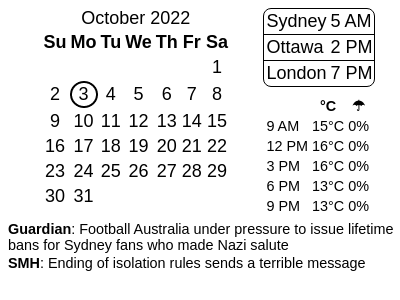 October 2022
Su Mo Tu We Th Fr Sa
1
2 3 4 5 6 7 8
9 10 11 12 13 14 15
16 17 18 19 20 21 22
23 24 25 26 27 28 29
30 31
Sydney 5 AM
Ottawa 2 PM
London 7 PM
°C ☂
9 AM 15°C 0%
12 PM 16°C 0%
3 PM 16°C 0%
6 PM 13°C 0%
9 PM 13°C 0%
Guardian: Football Australia under pressure to issue lifetime
bans for Sydney fans who made Nazi salute
SMH: Ending of isolation rules sends a terrible message